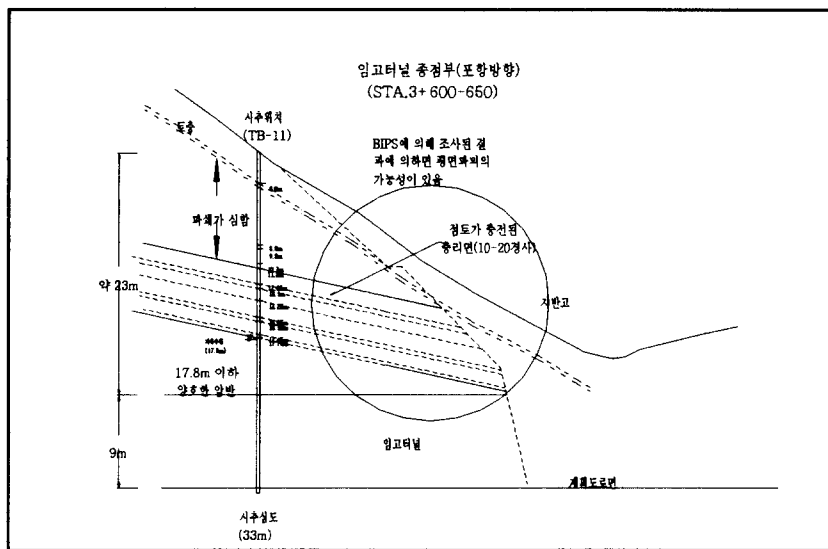 임고터널 종점부(포항방향)
(STA.3+600-650)
시추위치
(TB-11)
토층
BIPS에 의해 조사된 결
과에 의하면 평면파괴의
가능성이 있음
4.0m
파쇄가 심함
점토가 충전된
층리면(10-20경사)
약 23m
지반고
(17.8m)
17.8m 이하
양호한 암반
임고터널
9m
계획도로면
시추심도
(33m)